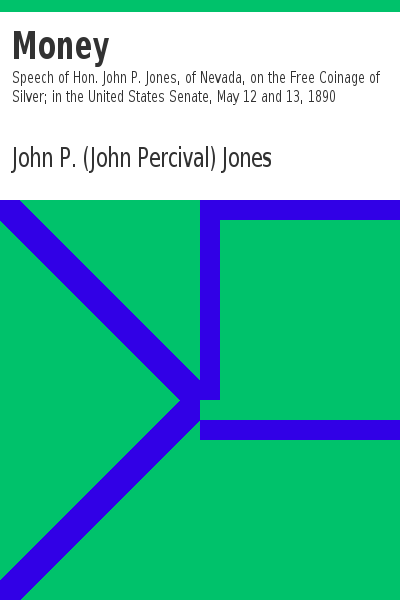 Money
Speech of Hon. John P. Jones, of Nevada, on the Free Coinage of
Silver; in the United States Senate, May 12 and 13, 1890
John P. (John Percival) Jones